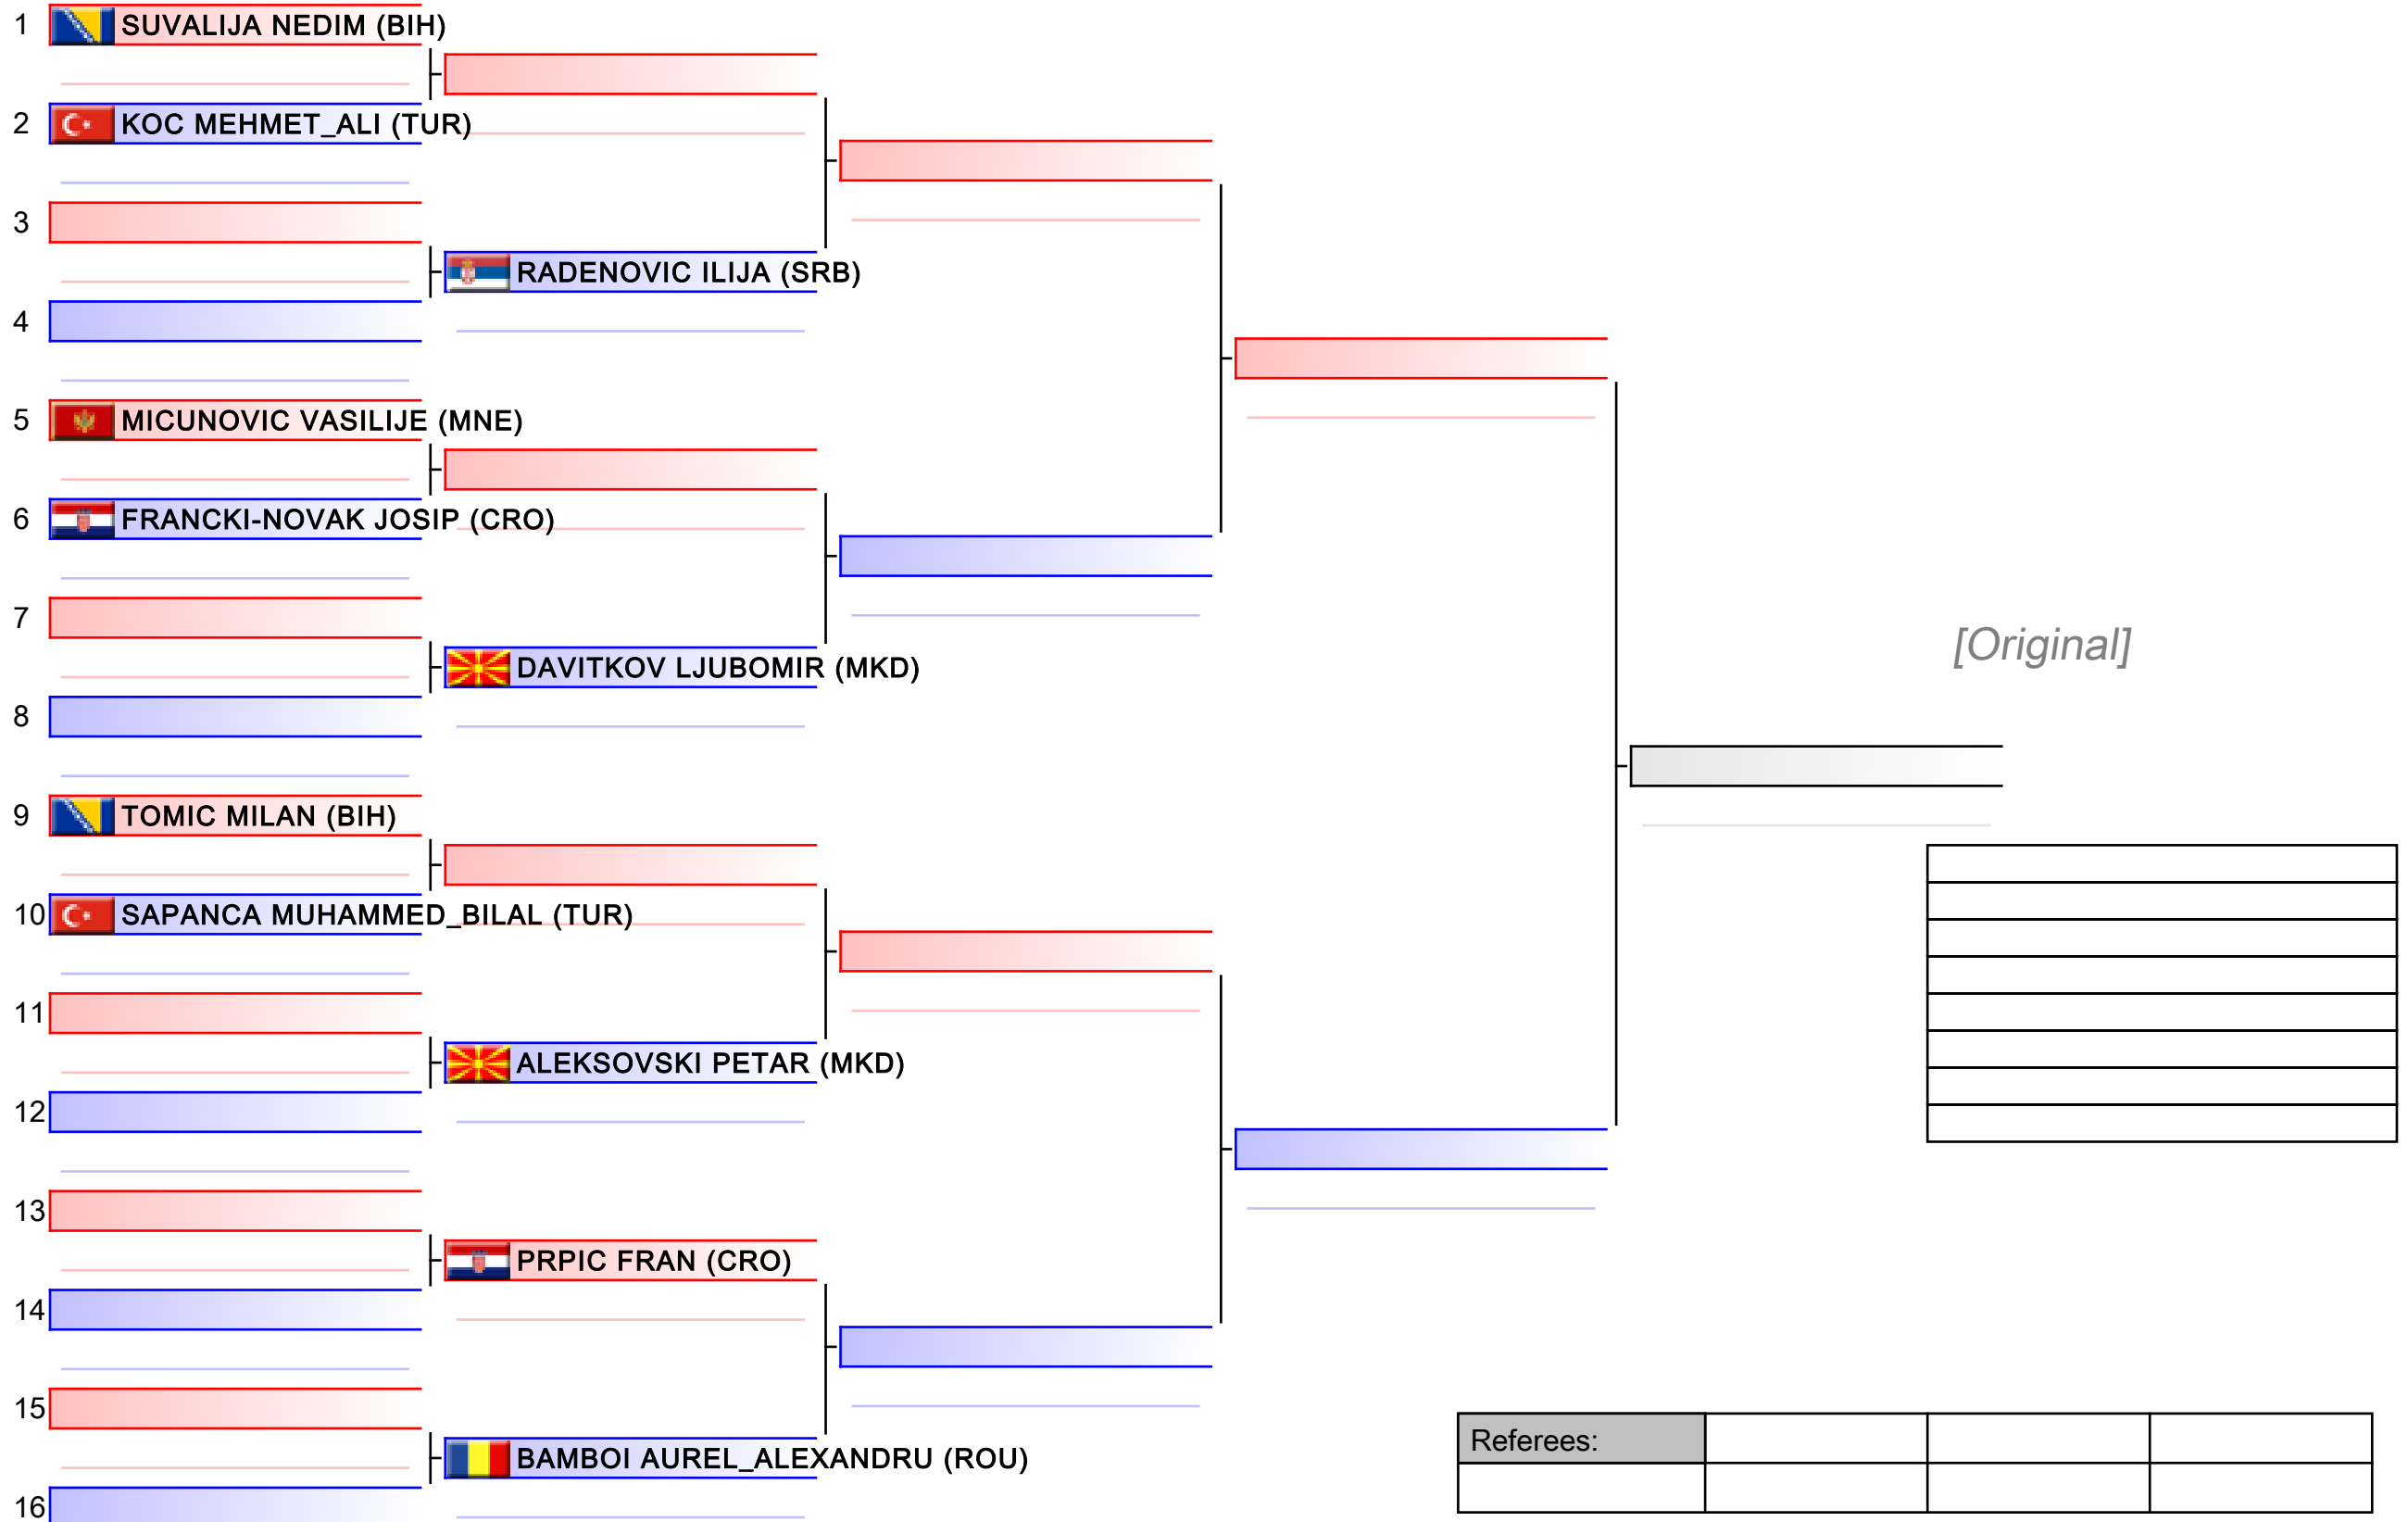 1 SUVALIJA NEDIM (BIH)
2 KOC MEHMET_ALI (TUR)
3
RADENOVIC ILIJA (SRB)
4
5 MICUNOVIC VASILIJE (MNE)
6 FRANCKI-NOVAK JOSIP (CRO)
7
[Original]
DAVITKOV LJUBOMIR (MKD)
8
9 TOMIC MILAN (BIH)
10 SAPANCA MUHAMMED_BILAL (TUR)
11
ALEKSOVSKI PETAR (MKD)
12
13
PRPIC FRAN (CRO)
14
15
Referees:
BAMBOI AUREL_ALEXANDRU (ROU)
16